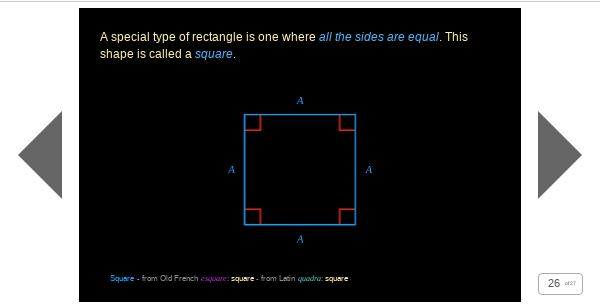 A special type of rectangle is one where all the sides are equal. This
shape is called a square.
A
A
A
A
Square - from Old French esquare: square - from Latin quadra: square
26 of 27